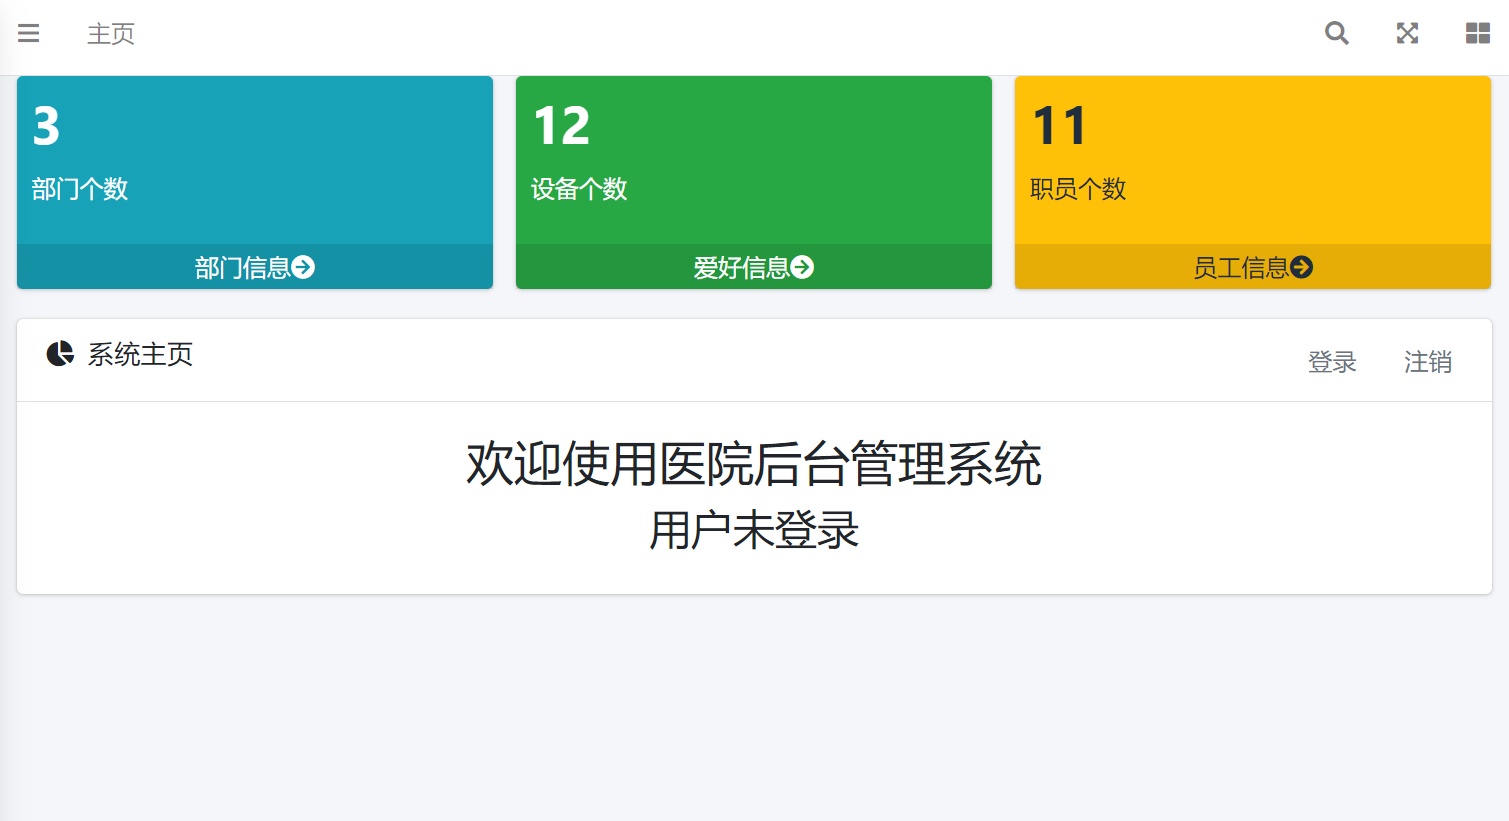 主页
3
部门个数
部门信息
12
设备个数
爱好信息
11
职员个数
员工信息
系统主页
登录 注销
欢迎使用医院后台管理系统
用户未登录